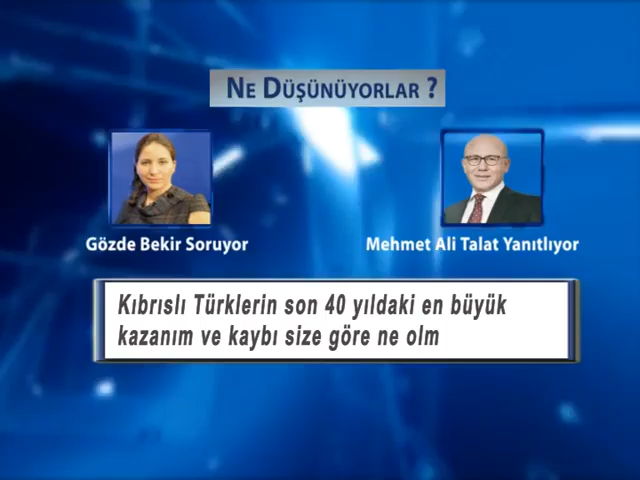 NE DÜŞÜNÜYORLAR ?
Gözde Bekir Soruyor
Mehmet Ali Talat Yanıtlıyor
Kıbrıslı Türklerin son 40 yıldaki en büyük
kazanım ve kaybı size göre ne olm